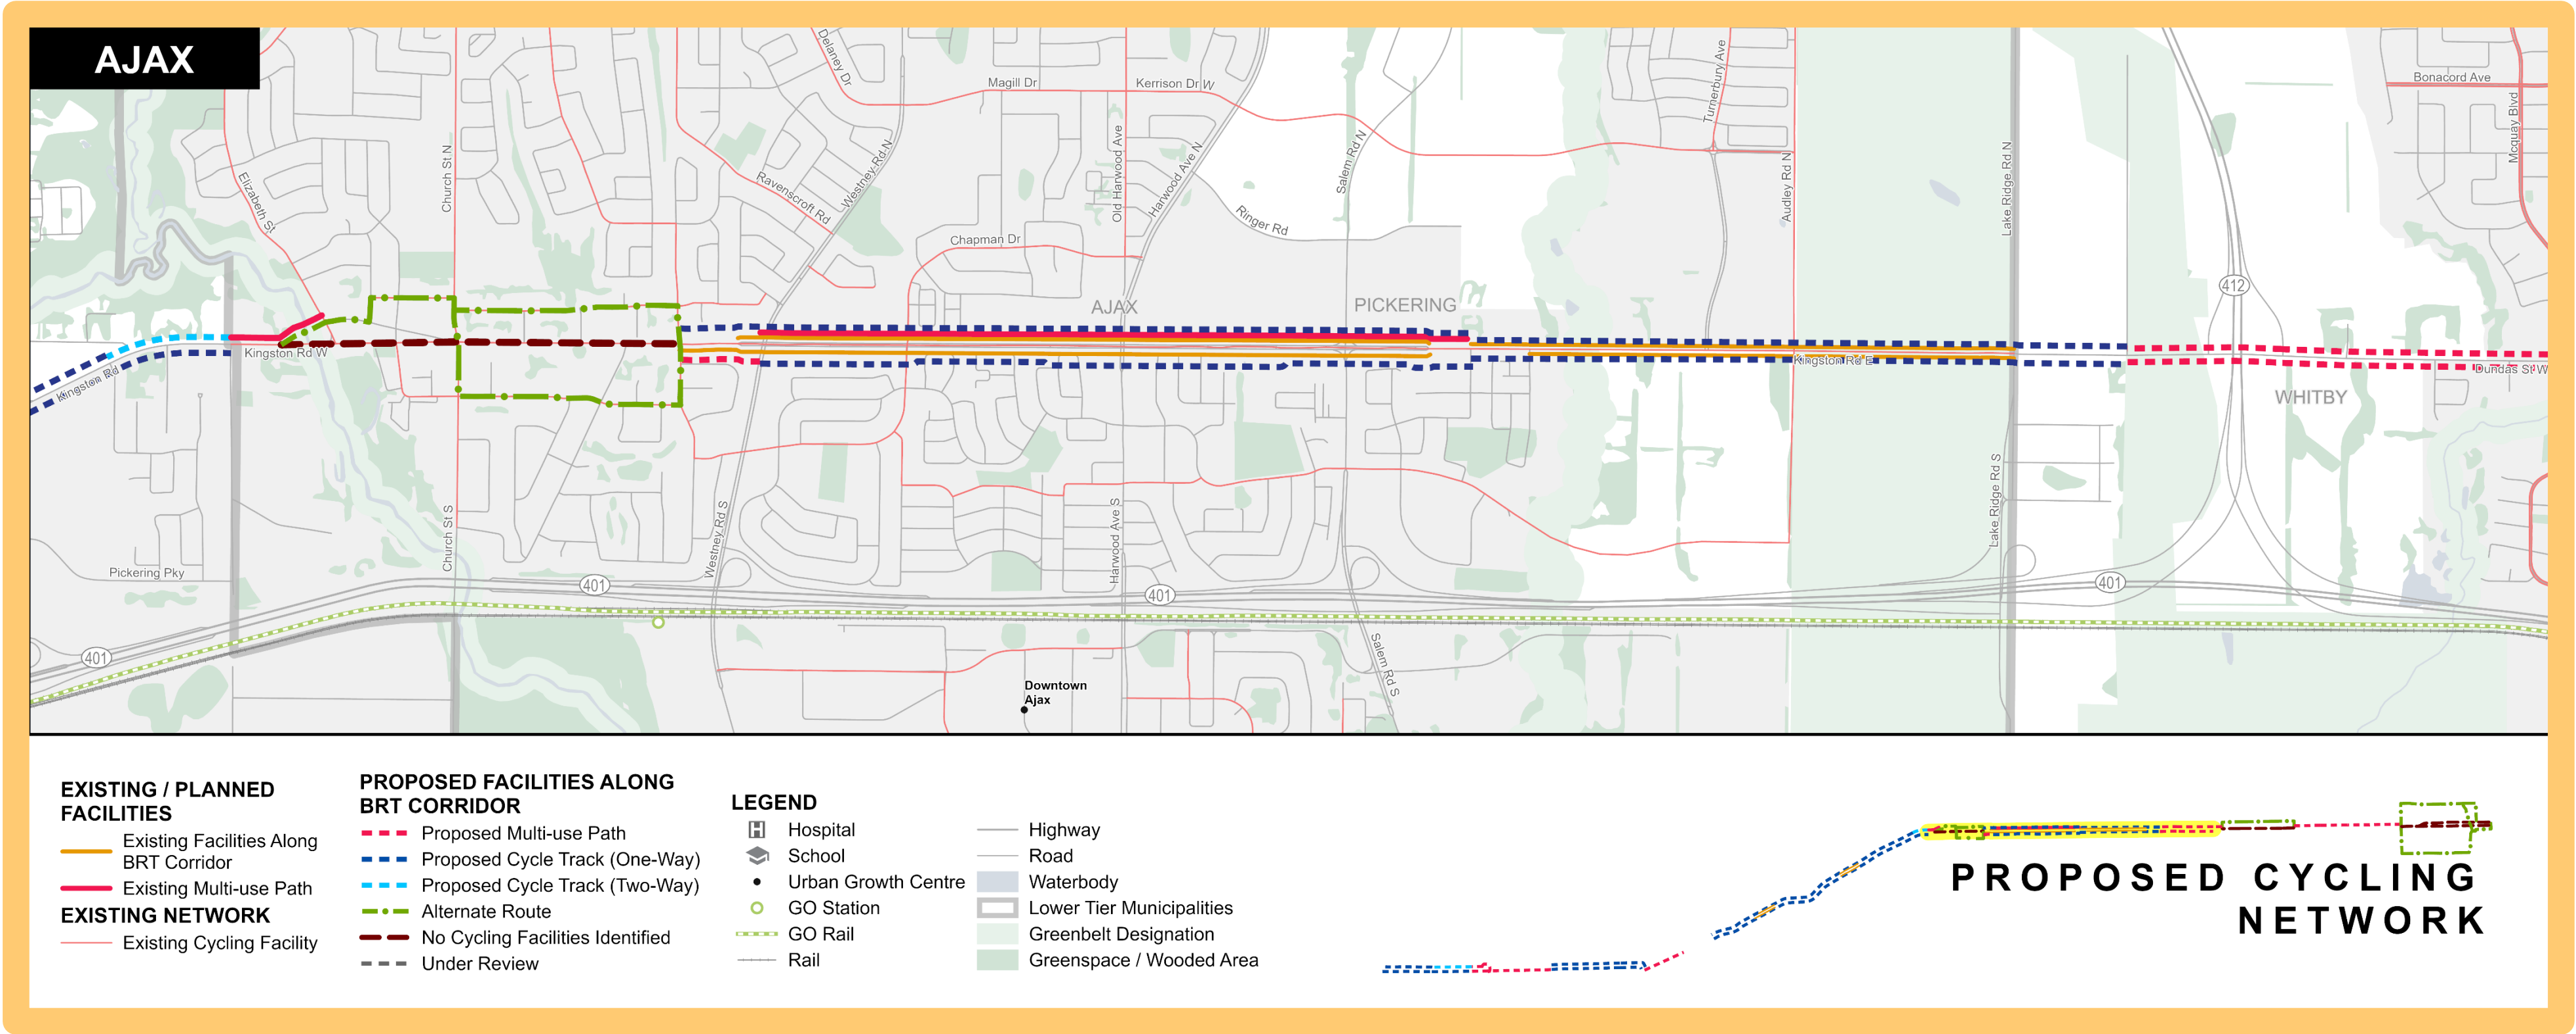 AJAX
Delaney Dr
Magill Dr
Kerrison Dr W
Turnerbury Ave
Bonacord Ave
Mcquay Blvd
Elizabeth St
Church St N
Ravenscroft Rd
Westney Rd N
Old Harwood Ave
Harwood Ave N
Salem Rd N
Ringer Rd
Audley Rd N
Lake Ridge Rd N
Chapman Dr
412
AJAX
PICKERING
Kingston Rd
Kingston Rd W
Kingston Rd E
Dundas St W
WHITBY
Church St S
Westney Rd S
Harwood Ave S
Lake Ridge Rd S
Pickering Pky
401
401
401
401
Salem Rd S
Downtown
Ajax
EXISTING / PLANNED
FACILITIES
Existing Facilities Along
BRT Corridor
Existing Multi-use Path
EXISTING NETWORK
Existing Cycling Facility
PROPOSED FACILITIES ALONG
BRT CORRIDOR
Proposed Multi-use Path
Proposed Cycle Track (One-Way)
Proposed Cycle Track (Two-Way)
Alternate Route
No Cycling Facilities Identified
Under Review
LEGEND
H Hospital
School
Urban Growth Centre
GO Station
GO Rail
Rail
Highway
Road
Waterbody
Lower Tier Municipalities
Greenbelt Designation
Greenspace / Wooded Area
PROPOSED CYCLING
NETWORK